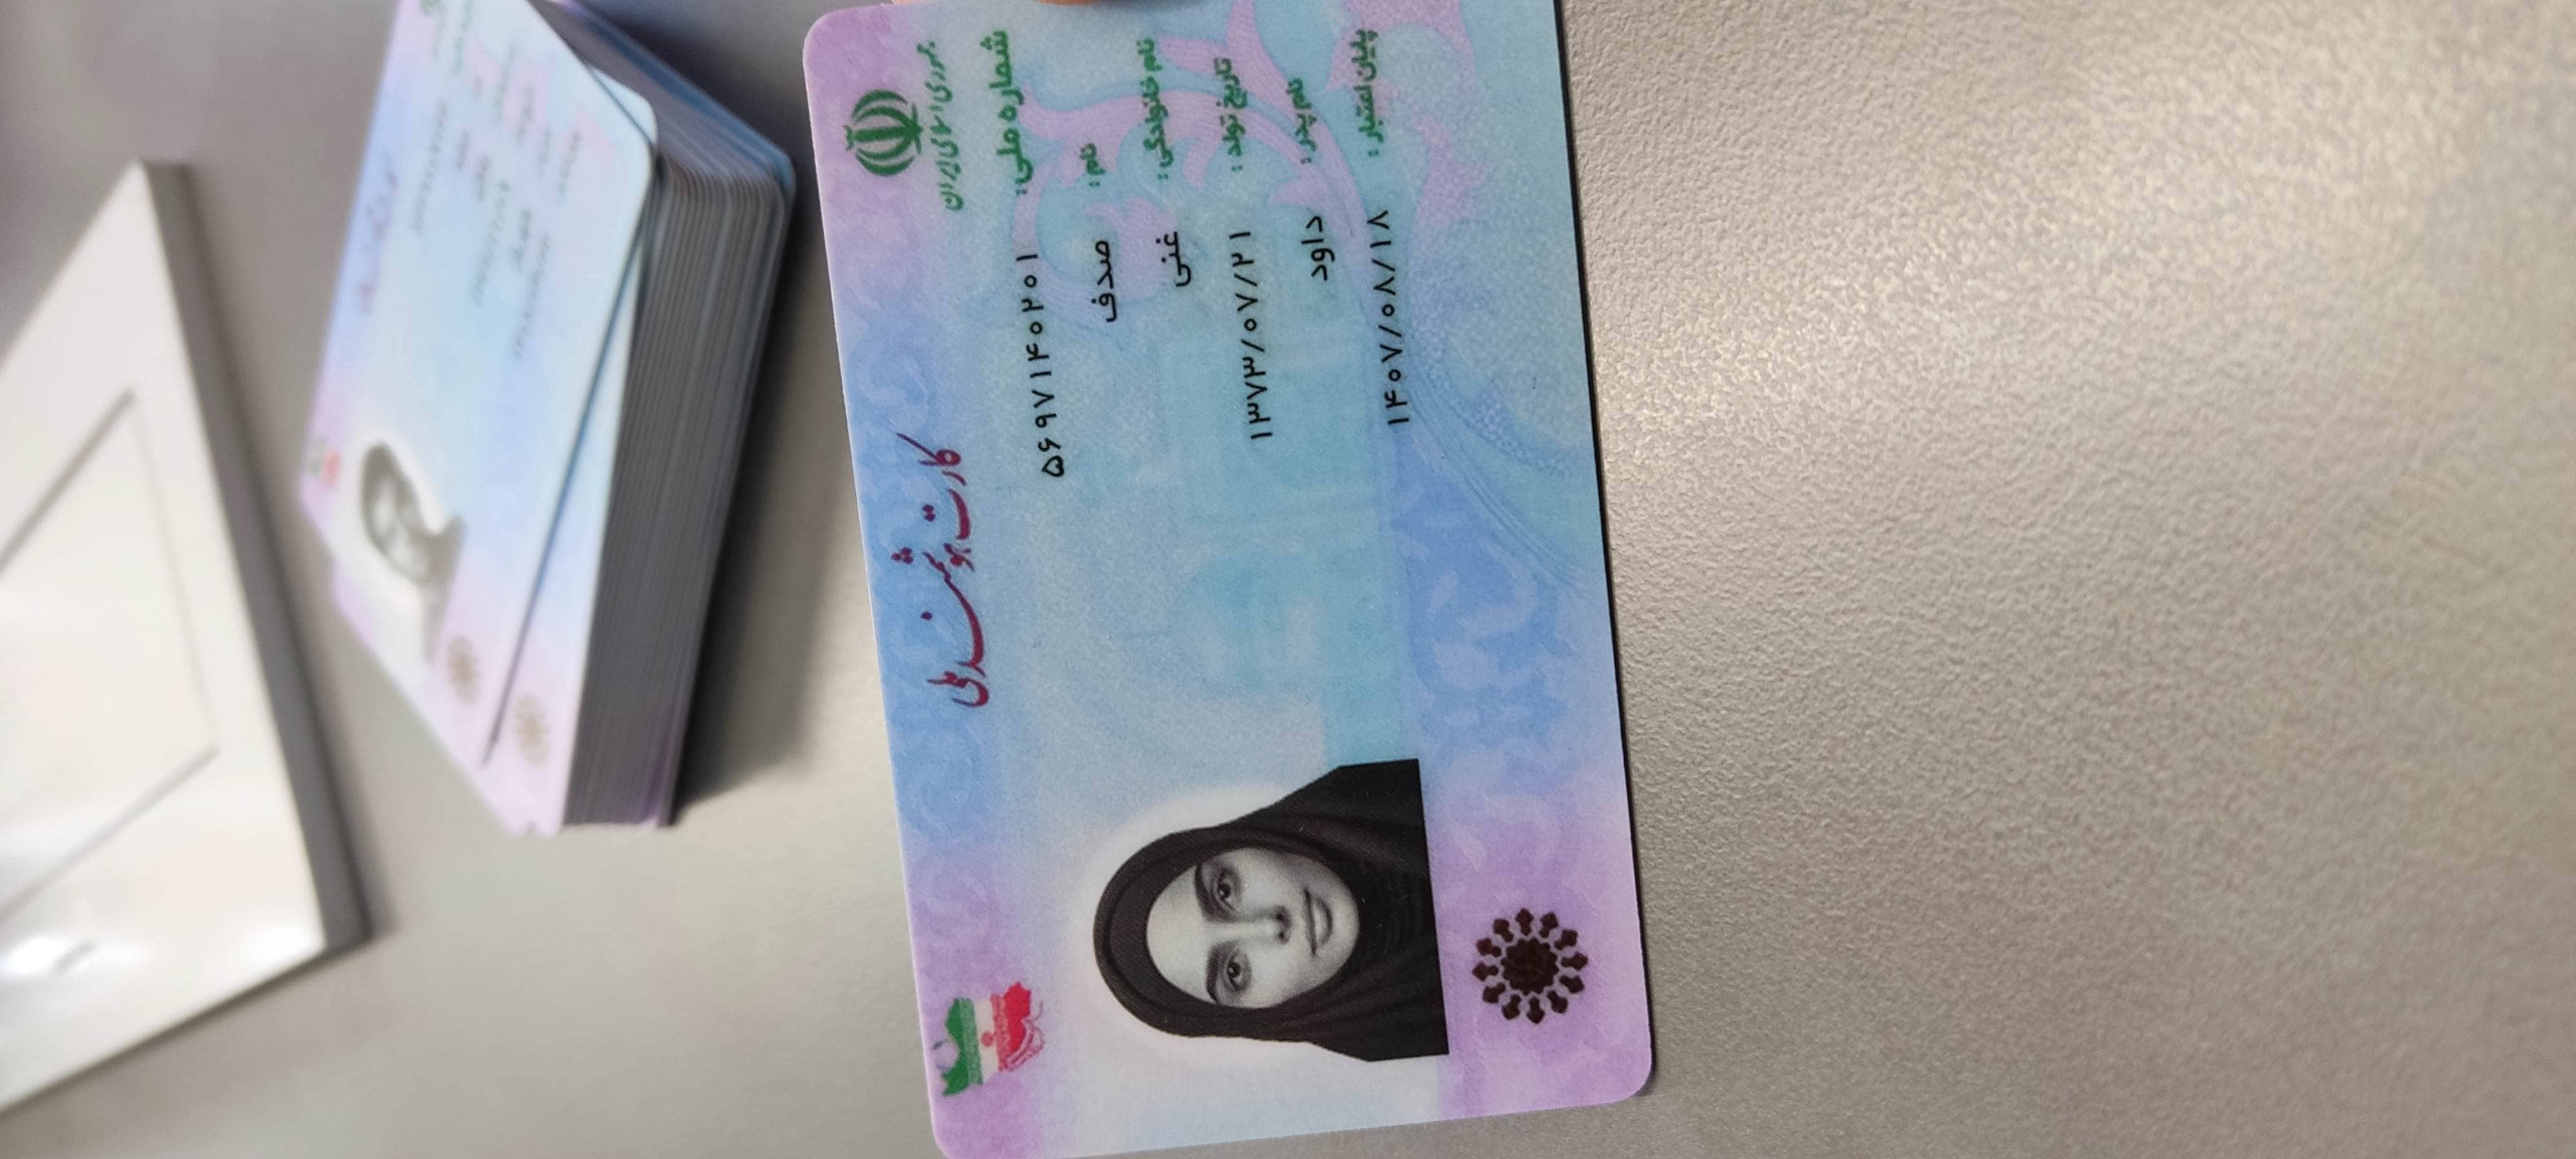 جمهوری اسلامی ایران
کارت هوشمند ملی
شماره ملی: ۵۶۹۷۱۴۰۲۰۱
نام: صدف
نام خانوادگی: غنی
تاریخ تولد: ۱۳۷۳/۰۷/۲۱
نام پدر: داود
پایان اعتبار: ۱۴۰۷/۰۸/۱۸